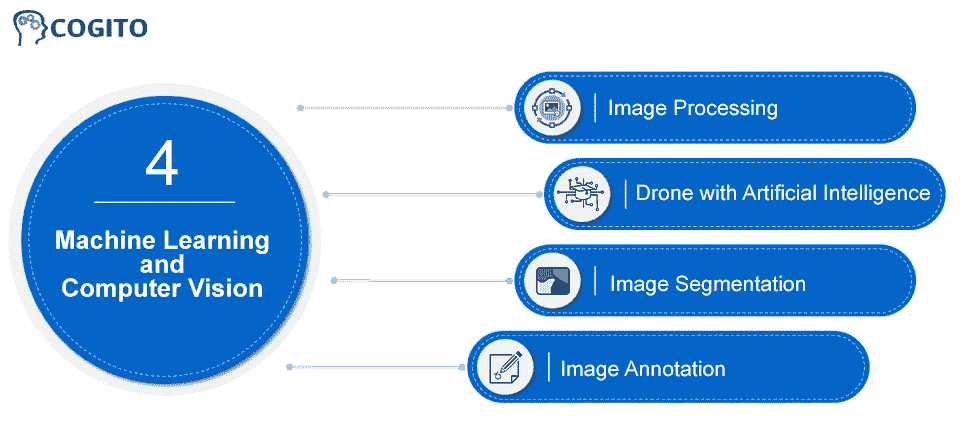 COGITO
4
Machine Learning
and
Computer Vision
Image Processing
Drone with Artificial Intelligence
Image Segmentation
Image Annotation